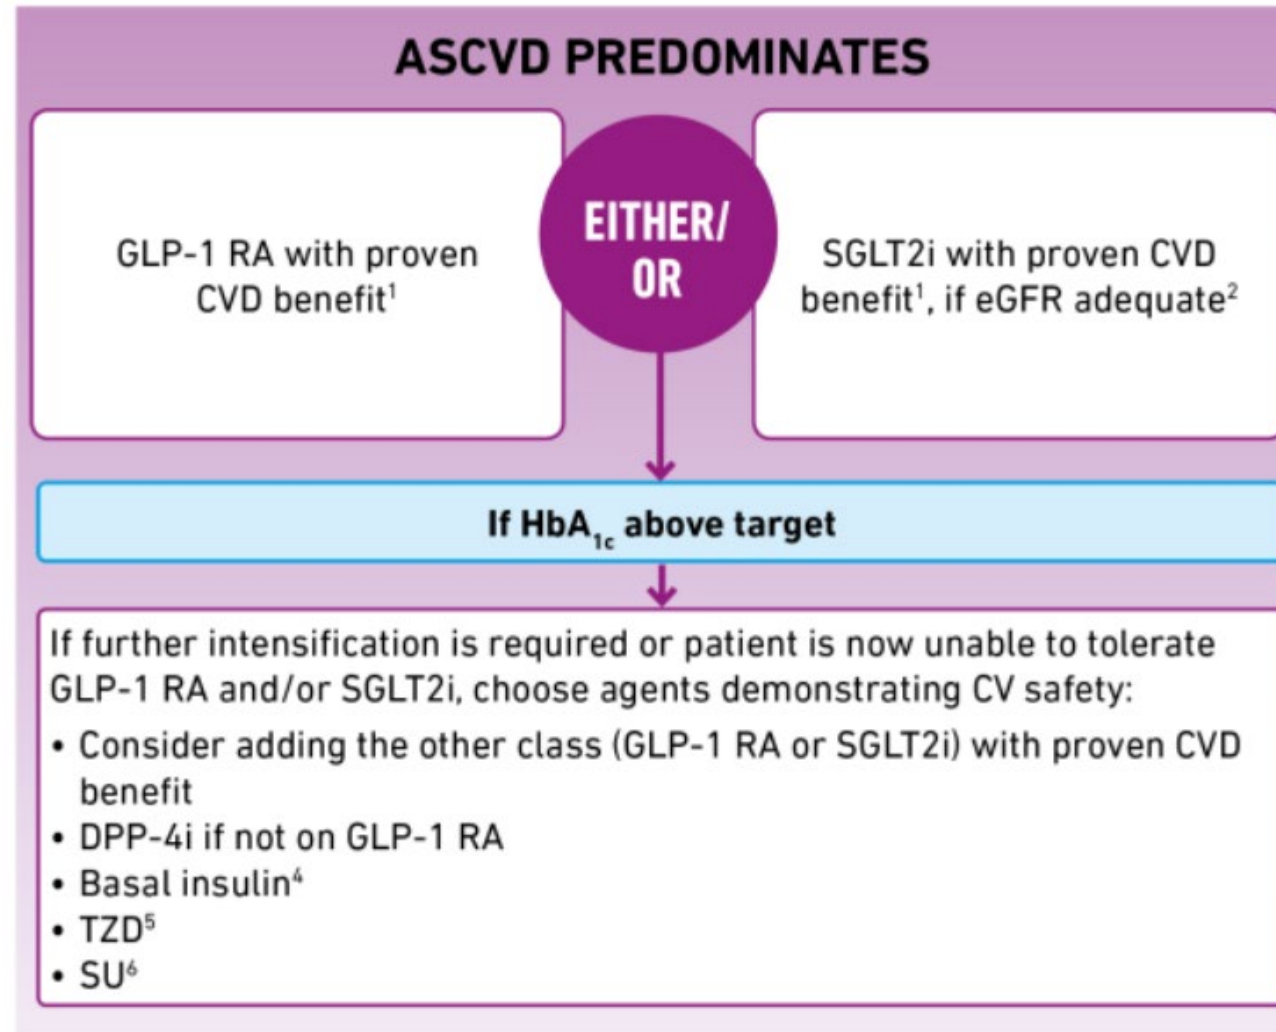 ASCVD PREDOMINATES
GLP-1 RA with proven
CVD benefit¹
EITHER/
OR
SGLT2i with proven CVD
benefit¹, if eGFR adequate²
If HbA₁c above target
If further intensification is required or patient is now unable to tolerate
GLP-1 RA and/or SGLT2i, choose agents demonstrating CV safety:
• Consider adding the other class (GLP-1 RA or SGLT2i) with proven CVD
benefit
• DPP-4i if not on GLP-1 RA
• Basal insulin⁴
• TZD⁵
• SU⁶